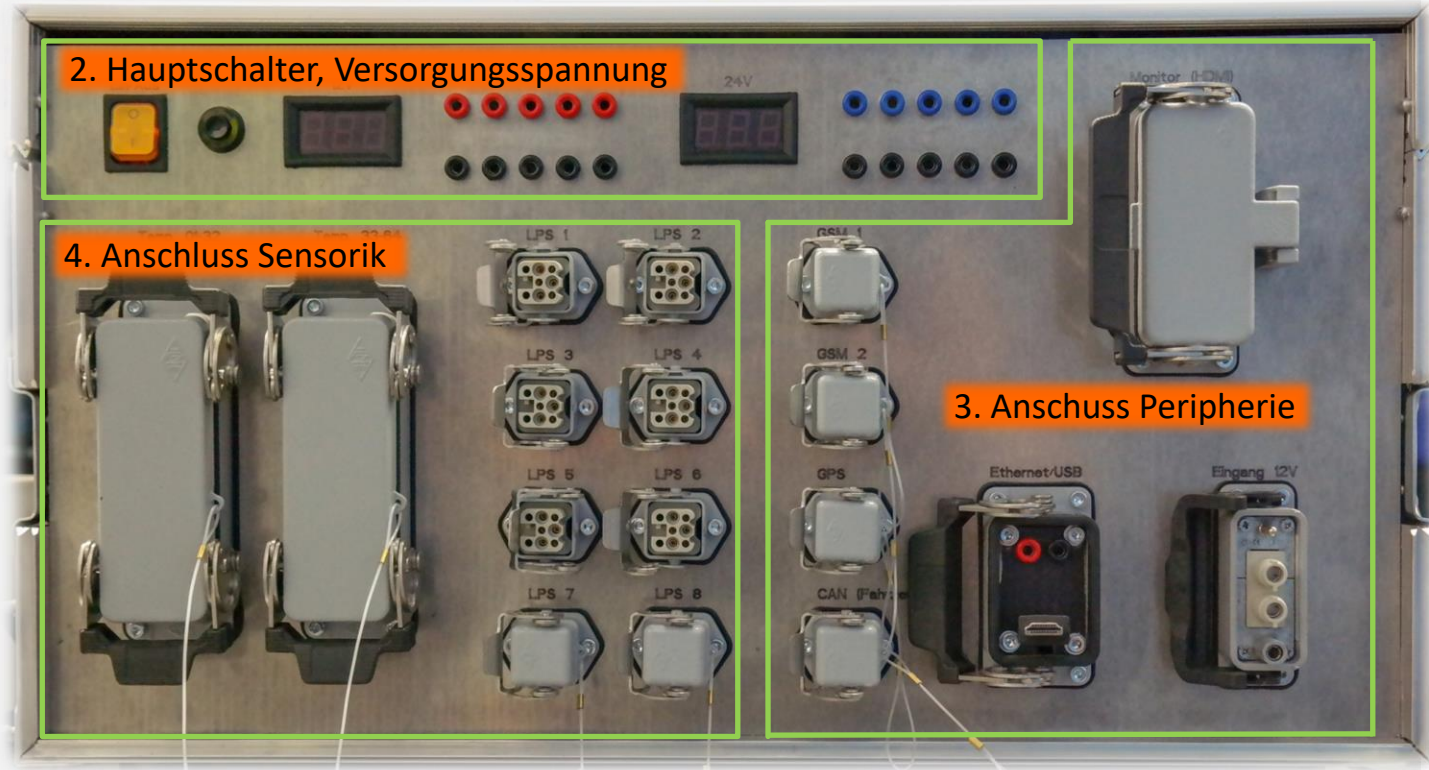 2. Hauptschalter, Versorgungsspannung
24V
Monitor (HDMI)
4. Anschluss Sensorik
LPS 1
LPS 2
GSM 1
LPS 3
LPS 4
GSM 2
3. Anschuss Peripherie
LPS 5
LPS 6
GPS
Ethernet/USB
Eingang 12V
LPS 7
LPS 8
CAN